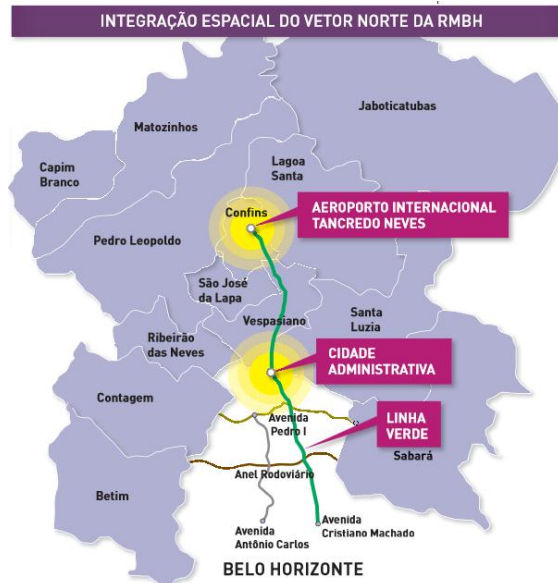 INTEGRAÇÃO ESPACIAL DO VETOR NORTE DA RMBH
Jaboticatubas
Matozinhos
Capim
Branco
Lagoa
Santa
Confins
AEROPORTO INTERNACIONAL
TANCREDO NEVES
Pedro Leopoldo
São José
da Lapa
Vespasiano
Santa
Luzia
Ribeirão
das Neves
CIDADE
ADMINISTRATIVA
Contagem
Avenida
Pedro I
LINHA
VERDE
Sabará
Anel Rodoviário
Betim
Avenida
Antônio Carlos
Avenida
Cristiano Machado
BELO HORIZONTE